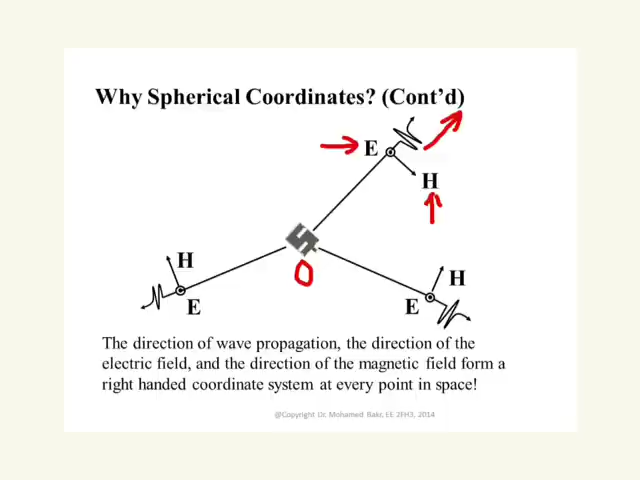 Why Spherical Coordinates? (Cont'd)
E
H
H
E
O
H
E
The direction of wave propagation, the direction of the
electric field, and the direction of the magnetic field form a
right handed coordinate system at every point in space!
@Copyright Dr. Mohamed Bakr, EE 2FH3, 2014